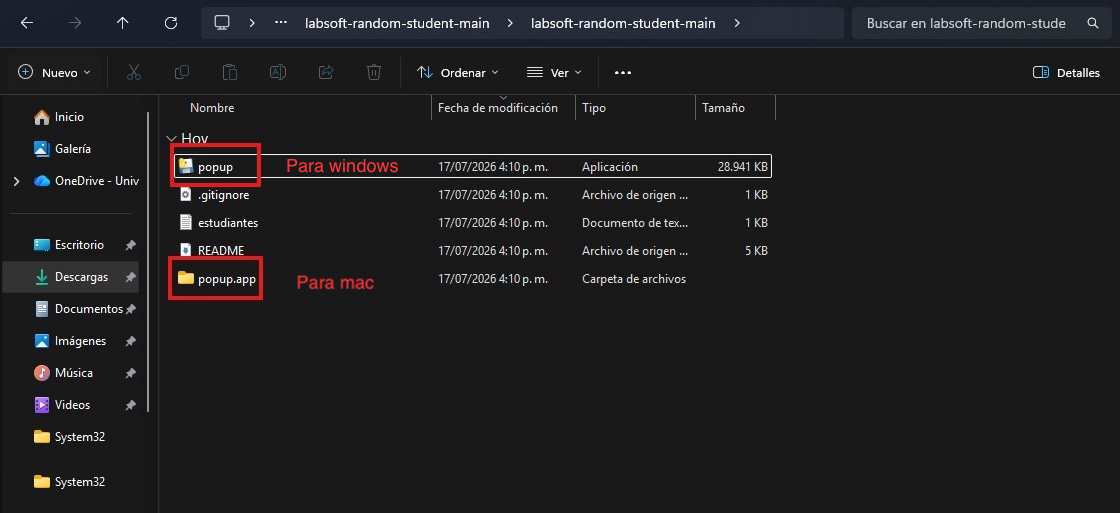 labsoft-random-student-main
labsoft-random-student-main
Buscar en labsoft-random-stude
Nuevo
Ordenar
Ver
Detalles
Inicio
Galería
OneDrive - Univ
Escritorio
Descargas
Documentos
Imágenes
Música
Videos
System32
System32
Nombre Fecha de modificación Tipo Tamaño
Hoy
popup Para windows 17/07/2026 4:10 p. m. Aplicación 28.941 KB
.gitignore 17/07/2026 4:10 p. m. Archivo de origen ... 1 KB
estudiantes 17/07/2026 4:10 p. m. Documento de tex... 1 KB
README 17/07/2026 4:10 p. m. Archivo de origen ... 5 KB
popup.app Para mac 17/07/2026 4:10 p. m. Carpeta de archivos